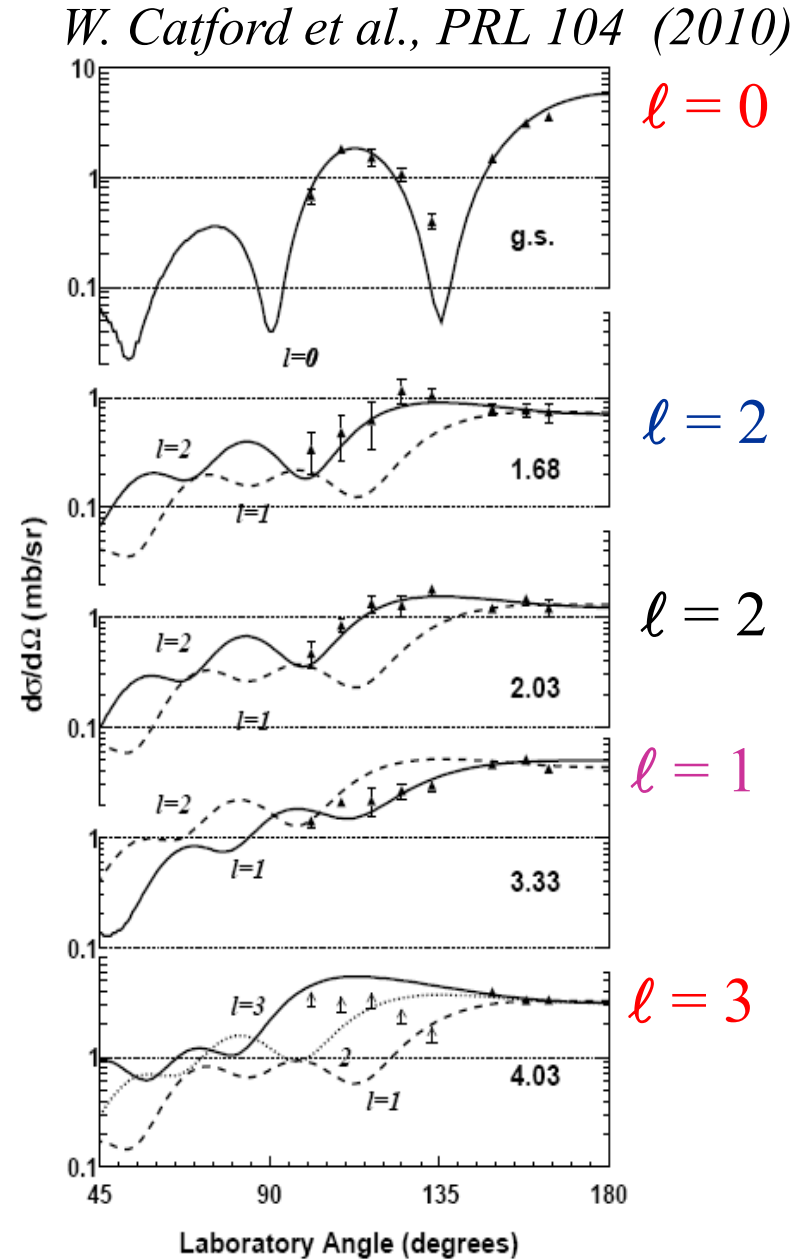 W. Catford et al., PRL 104 (2010)
10
ℓ = 0
1
g.s.
0.1
l=0
1
ℓ = 2
l=2
1.68
0.1
l=1
dσ/dΩ (mb/sr)
1
ℓ = 2
l=2
2.03
0.1
l=1
ℓ = 1
l=2
1
l=1
3.33
0.1
ℓ = 3
l=3
1
2
4.03
l=1
0.1
45 90 135 180
Laboratory Angle (degrees)